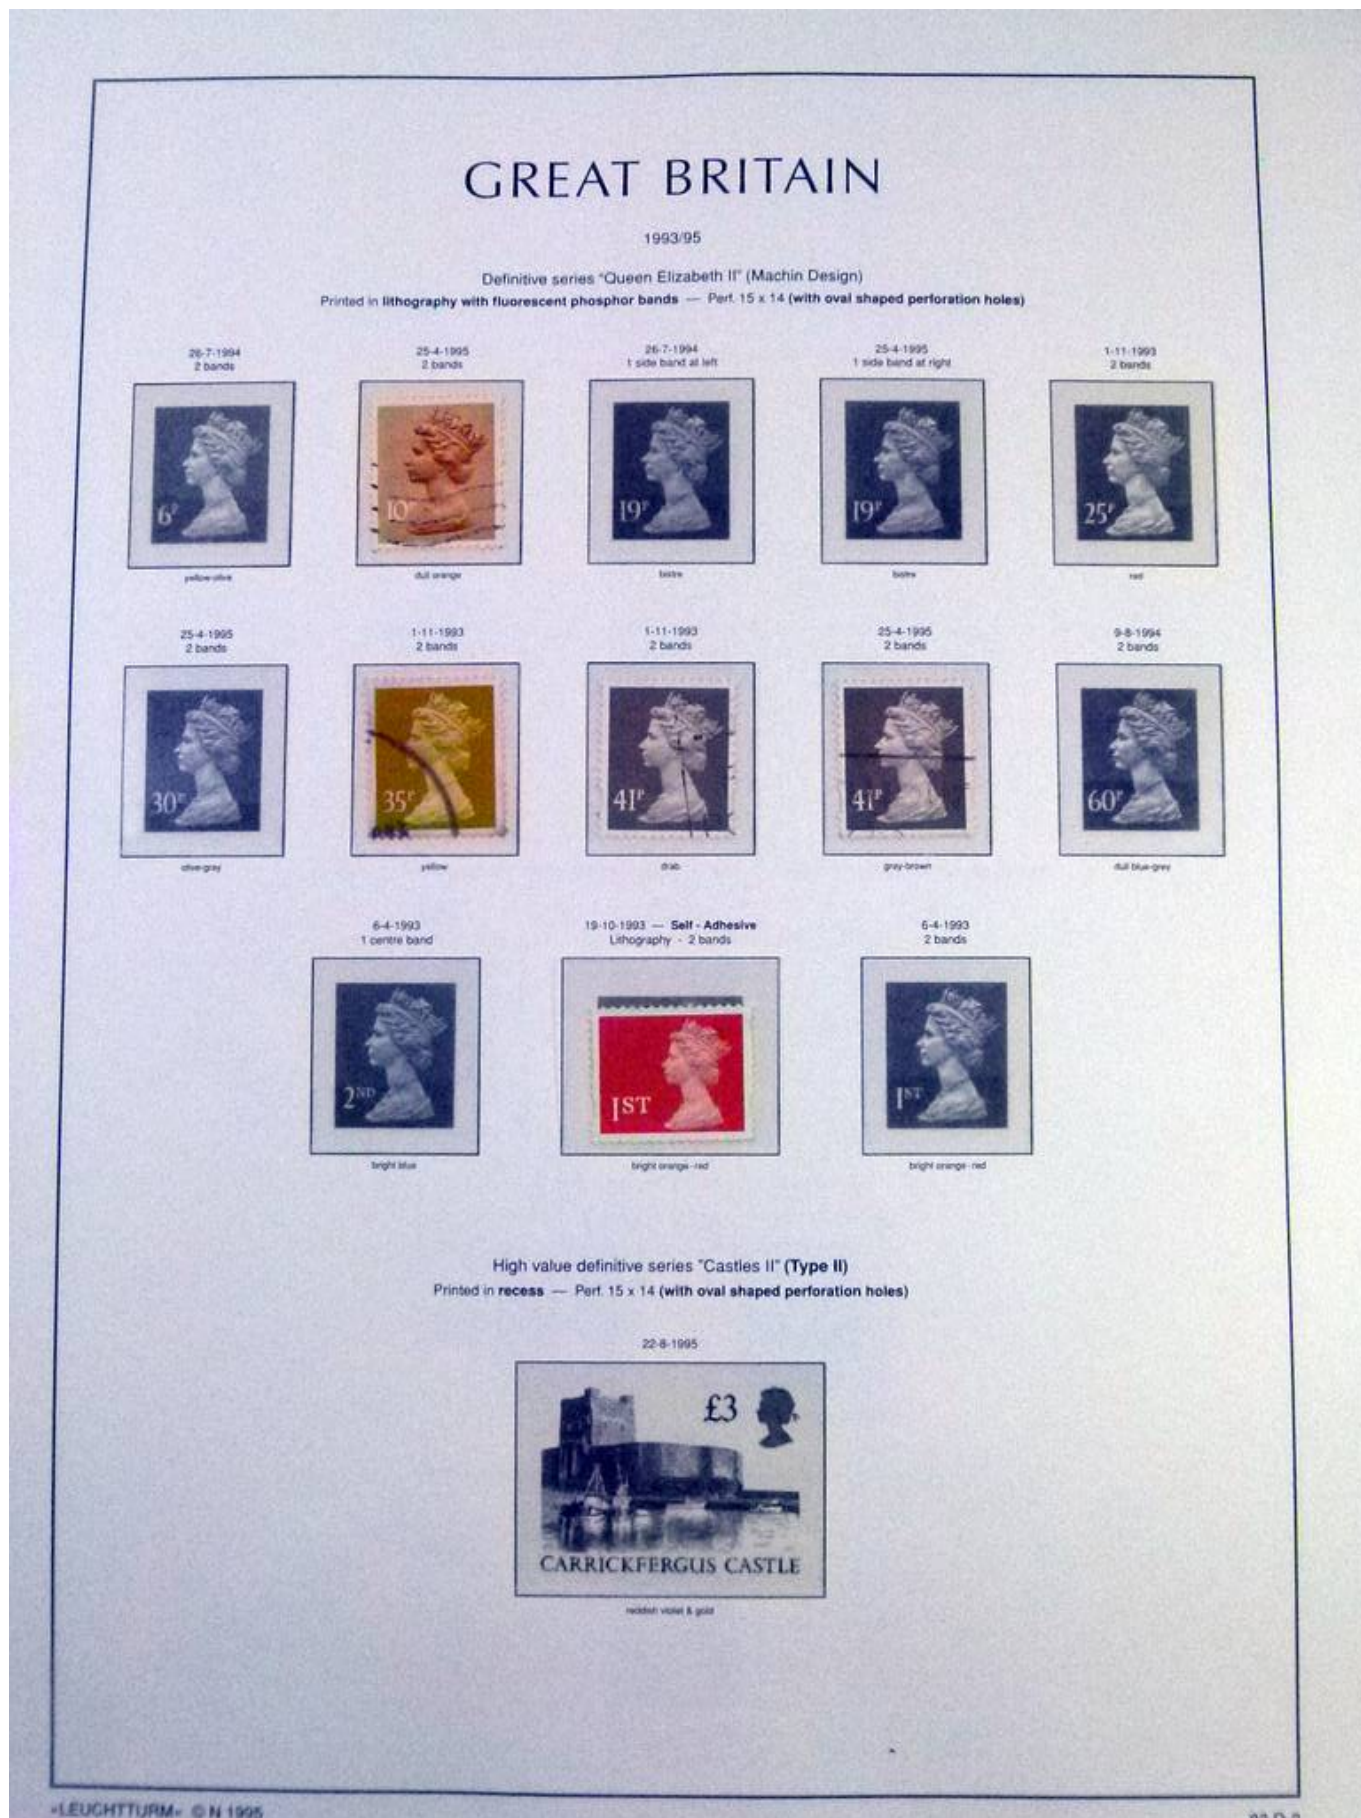 GREAT BRITAIN
1993/95
Definitive series "Queen Elizabeth II" (Machin Design)
Printed in lithography with fluorescent phosphor bands — Perf. 15 x 14 (with oval shaped perforation holes)
26-7-1994
2 bands
6P
yellow-olive
25-4-1995
2 bands
10P
dull orange
26-7-1994
1 side band at left
19P
bistre
25-4-1995
1 side band at right
19P
bistre
1-11-1993
2 bands
25P
red
25-4-1995
2 bands
30P
olive-grey
1-11-1993
2 bands
35P
yellow
1-11-1993
2 bands
41P
drab
25-4-1995
2 bands
41P
grey-brown
9-8-1994
2 bands
60P
dull blue-grey
6-4-1993
1 centre band
2ND
bright blue
19-10-1993 — Self - Adhesive
Lithography - 2 bands
1ST
bright orange-red
6-4-1993
2 bands
1ST
bright orange-red
High value definitive series "Castles II" (Type II)
Printed in recess — Perf. 15 x 14 (with oval shaped perforation holes)
22-8-1995
£3
CARRICKFERGUS CASTLE
reddish violet & gold
»LEUCHTTURM« © N 1995